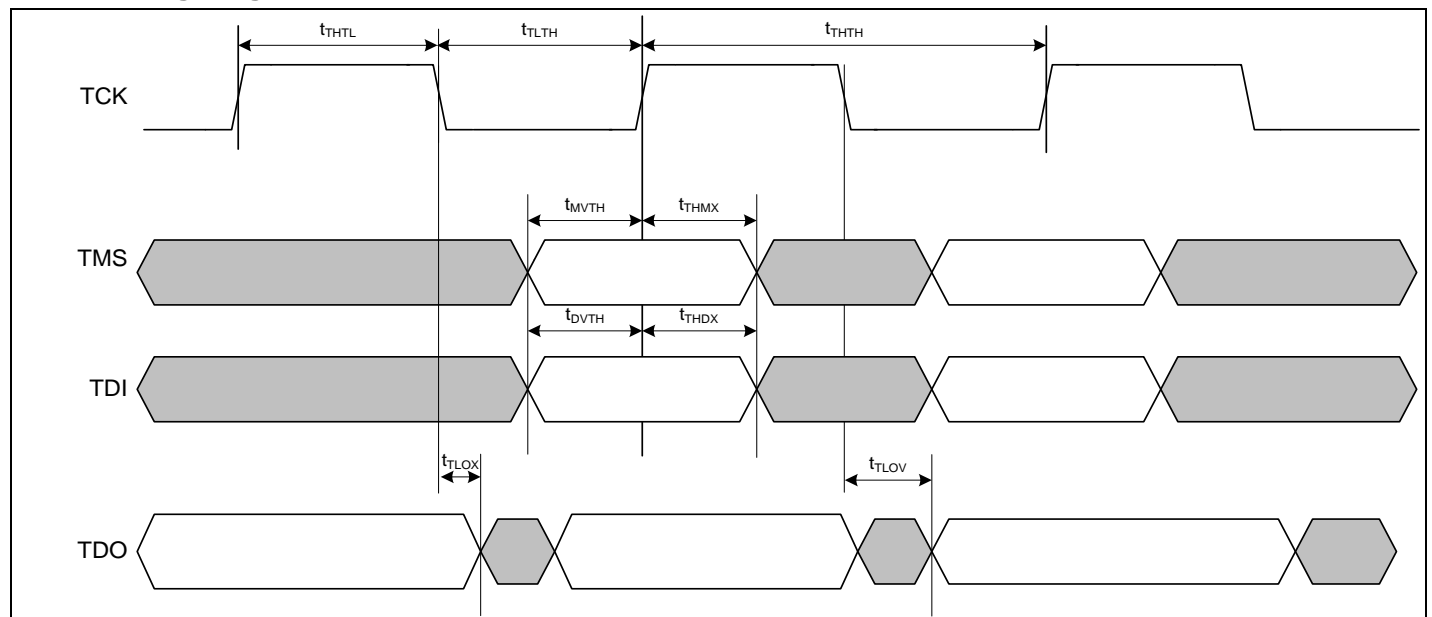 tTHTL tTLTH tTHTH
TCK
tMVTH tTHMX
TMS
tDVTH tTHDX
TDI
tTLOX tTLOV
TDO